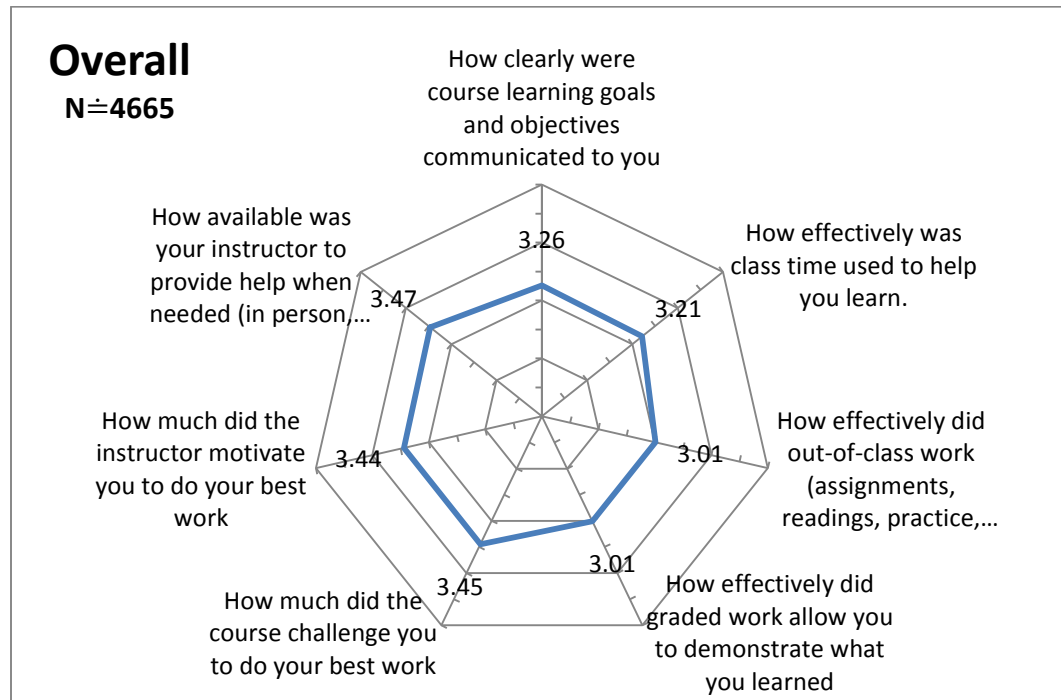 Overall
N≐4665
How clearly were
course learning goals
and objectives
communicated to you
3.26
How effectively was
class time used to help
you learn.
3.21
How effectively did
out-of-class work
(assignments,
readings, practice,…
3.01
How effectively did
graded work allow you
to demonstrate what
you learned
3.01
How much did the
course challenge you
to do your best work
3.45
How much did the
instructor motivate
you to do your best
work
3.44
How available was
your instructor to
provide help when
needed (in person,…
3.47